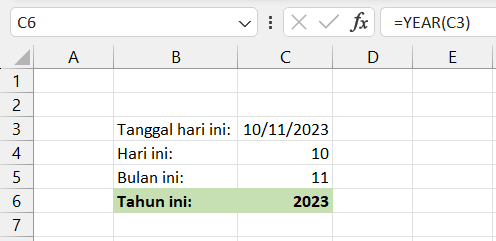 C6 fx =YEAR(C3)
A B C D E
1
2
3 Tanggal hari ini: 10/11/2023
4 Hari ini: 10
5 Bulan ini: 11
6 Tahun ini: 2023
7